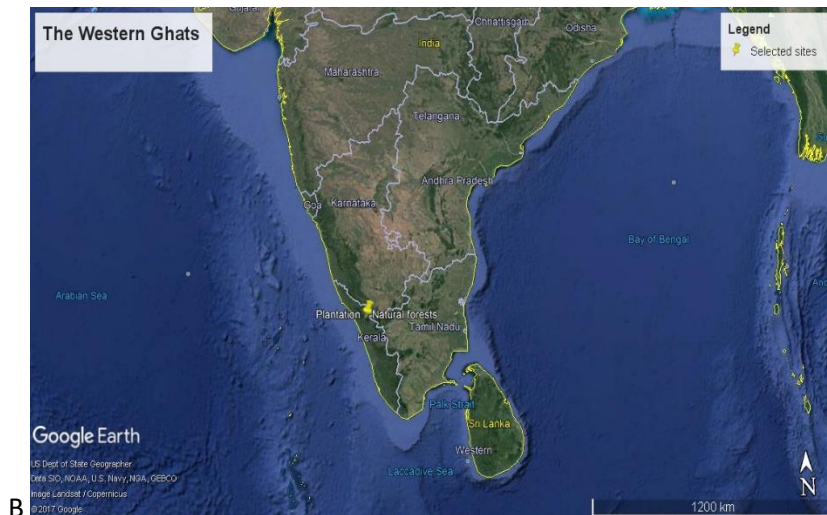 The Western Ghats
Legend
Selected sites
Gujarat
Chhattisgarh
Odisha
India
Maharashtra
Telangana
Andhra Pradesh
Goa
Karnataka
Bay of Bengal
Arabian Sea
Plantation
Natural forests
Tamil Nadu
Kerala
Palk Strait
Sri Lanka
Western
Laccadive Sea
Google Earth
US Dept of State Geographer
Data SIO, NOAA, U.S. Navy, NGA, GEBCO
Image Landsat / Copernicus
© 2017 Google
N
1200 km
B